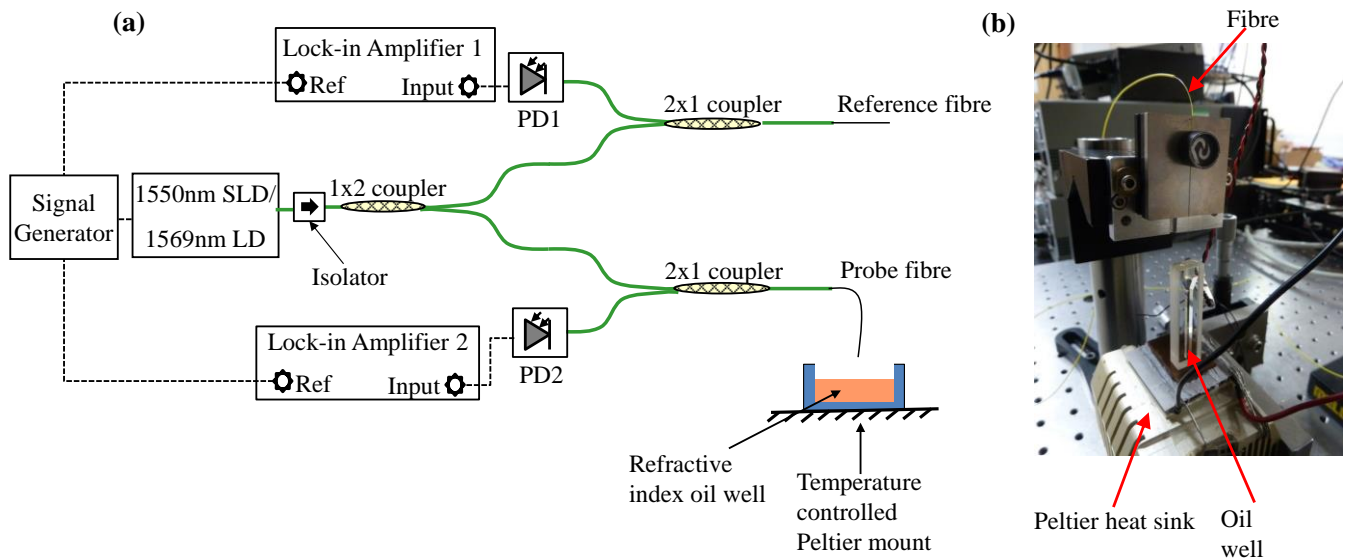 (a)
Lock-in Amplifier 1
Ref
Input
PD1
2x1 coupler
Reference fibre
Signal
Generator
1550nm SLD/
1569nm LD
1x2 coupler
Isolator
2x1 coupler
Probe fibre
Lock-in Amplifier 2
Ref
Input
PD2
Refractive
index oil well
Temperature
controlled
Peltier mount
(b)
Fibre
Peltier heat sink
Oil
well